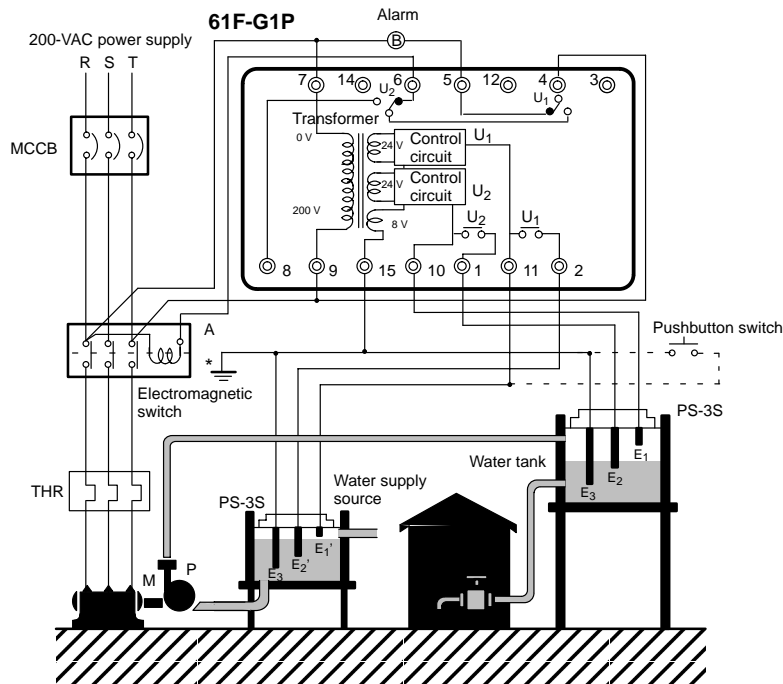 61F-G1P
Alarm
200-VAC power supply
R S T
B
7 14 6 5 12 4 3
U2
U1
MCCB
Transformer
0 V
24 V
Control circuit
U1
24 V
Control circuit
U2
200 V
8 V
U2
U1
8 9 15 10 1 11 2
A
Pushbutton switch
*
Electromagnetic switch
PS-3S
E1
E2
E3
Water tank
THR
PS-3S
Water supply source
E1'
E2'
E3
M P